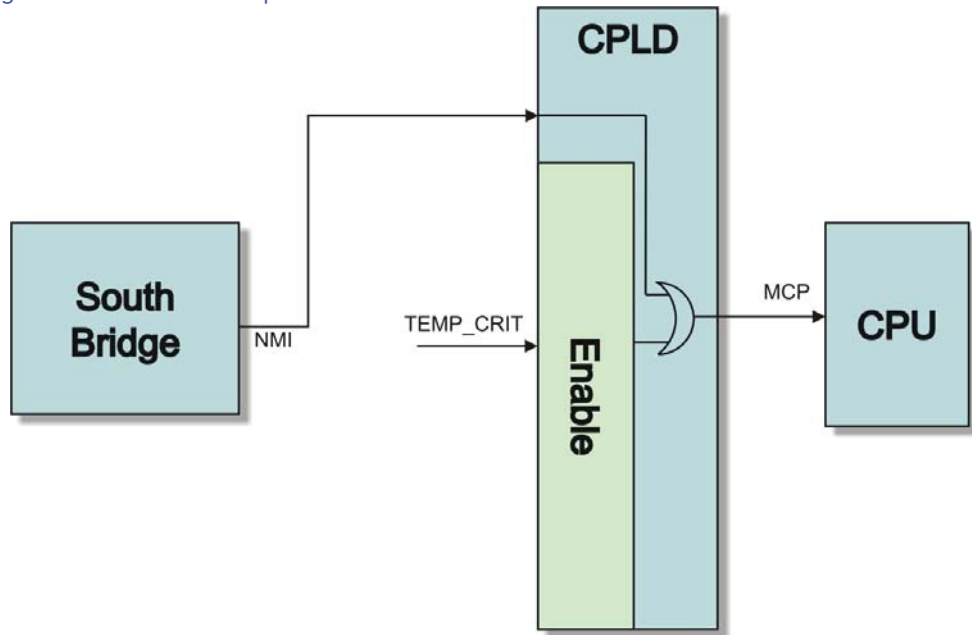 CPLD
South
Bridge
NMI
TEMP_CRIT
Enable
MCP
CPU